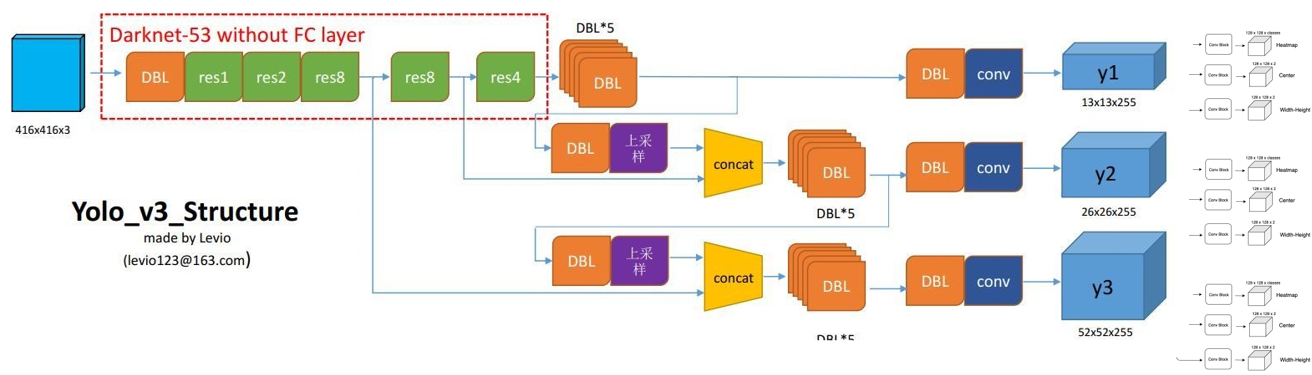 Darknet-53 without FC layer
DBL
res1
res2
res8
res8
res4
DBL*5
DBL
DBL
conv
y1
13x13x255
416x416x3
DBL
上采
样
concat
DBL
DBL*5
DBL
conv
y2
26x26x255
Yolo_v3_Structure
made by Levio
(levio123@163.com)
DBL
上采
样
concat
DBL
DBL*5
DBL
conv
y3
52x52x255
128 x 128 x classes
Conv Block
Heatmap
128 x 128 x 2
Conv Block
Center
128 x 128 x 2
Conv Block
Width-Height
128 x 128 x classes
Conv Block
Heatmap
128 x 128 x 2
Conv Block
Center
128 x 128 x 2
Conv Block
Width-Height
128 x 128 x classes
Conv Block
Heatmap
128 x 128 x 2
Conv Block
Center
128 x 128 x 2
Conv Block
Width-Height